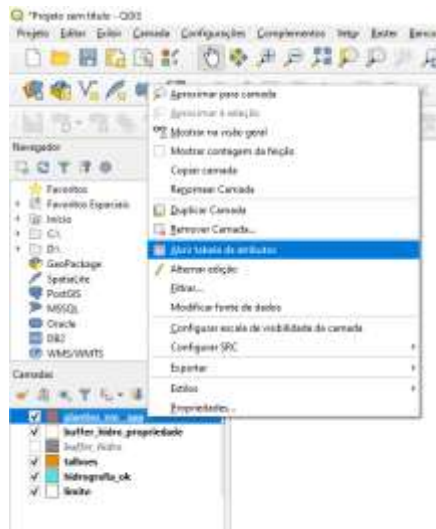 *Projeto sem título - QGIS
Projeto Editar Exibir Camada Configurações Complementos Vetor Raster
Aproximar para camada
Aproximar à seleção
Mostrar na visão geral
Mostrar contagem da feição
Copiar camada
Renomear Camada
Duplicar Camada
Remover Camada...
Abrir tabela de atributos
Alternar edição
Filtrar...
Modificar fonte de dados
Configurar escala de visibilidade da camada
Configurar SRC
Exportar
Estilos
Propriedades...
Navegador
Favoritos
Favoritos Espaciais
Início
C:\
D:\
GeoPackage
SpatiaLite
PostGIS
MSSQL
Oracle
DB2
WMS/WMTS
Camadas
buffer_hidro_propriedade
buffer_hidro
talhoes
hidrografia_ok
limite